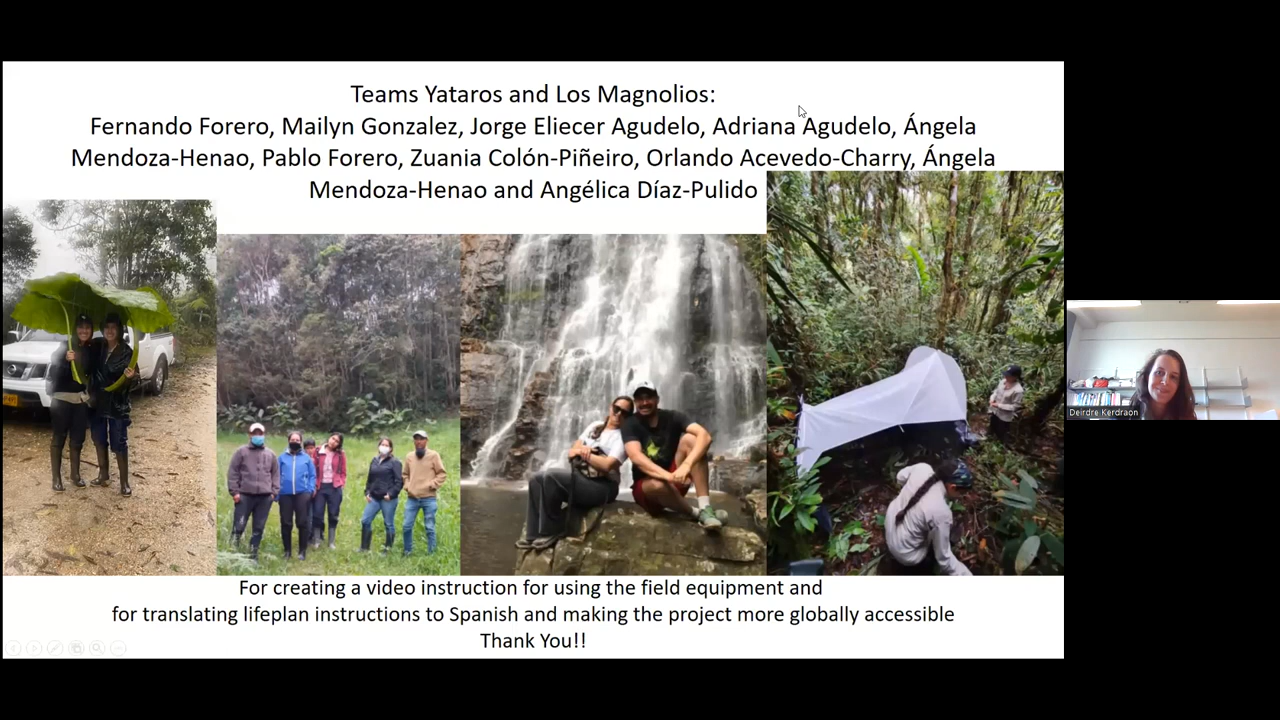 Teams Yataros and Los Magnolios:
Fernando Forero, Mailyn Gonzalez, Jorge Eliecer Agudelo, Adriana Agudelo, Ángela
Mendoza-Henao, Pablo Forero, Zuania Colón-Piñeiro, Orlando Acevedo-Charry, Ángela
Mendoza-Henao and Angélica Díaz-Pulido
For creating a video instruction for using the field equipment and
for translating lifeplan instructions to Spanish and making the project more globally accessible
Thank You!!
Deirdre Kerdraon